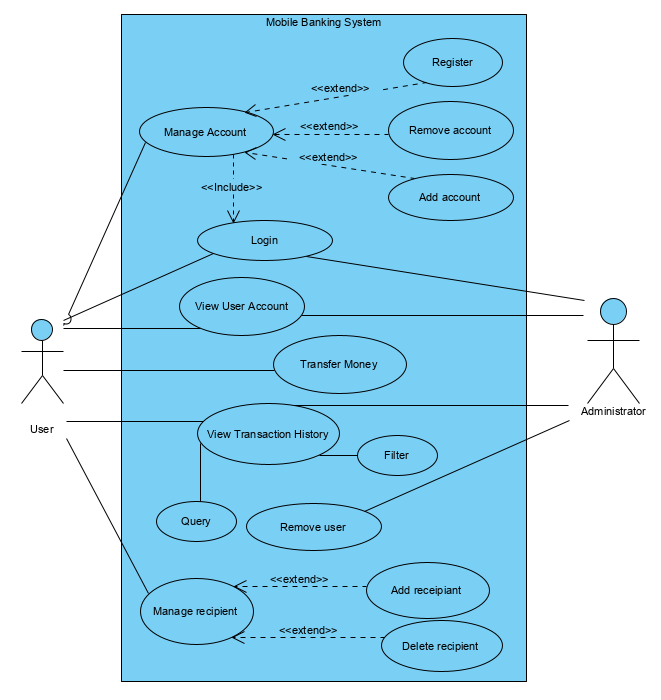 Mobile Banking System
Register
<<extend>>
Manage Account
<<extend>>
Remove account
<<extend>>
<<Include>>
Add account
Login
View User Account
Transfer Money
User
Administrator
View Transaction History
Filter
Query
Remove user
<<extend>>
Add receipiant
Manage recipient
<<extend>>
Delete recipient